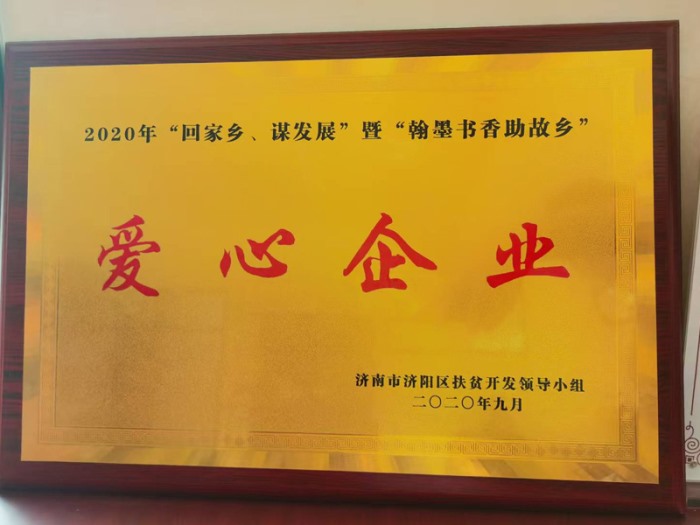 2020年“回家乡、谋发展”暨“翰墨书香助故乡”
爱心企业
济南市济阳区扶贫开发领导小组
二〇二〇年九月